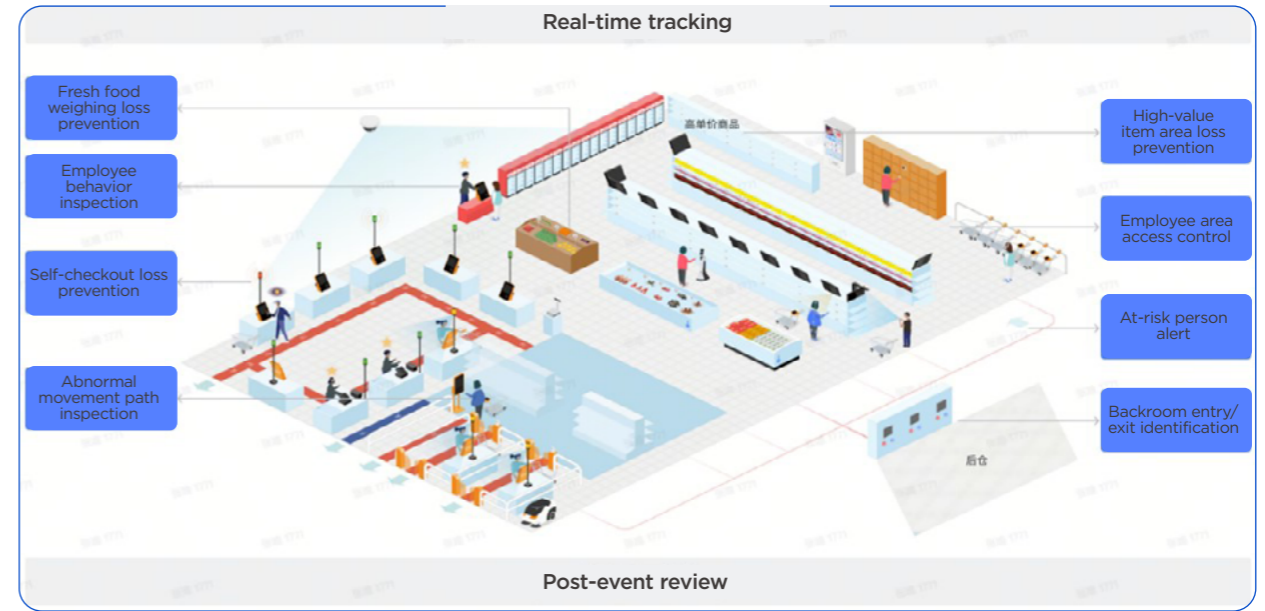 Real-time tracking
Fresh food
weighing loss
prevention
Employee
behavior
inspection
Self-checkout loss
prevention
Abnormal
movement path
inspection
高单价商品
High-value
item area loss
prevention
Employee area
access control
At-risk person
alert
Backroom entry/
exit identification
后仓
Post-event review